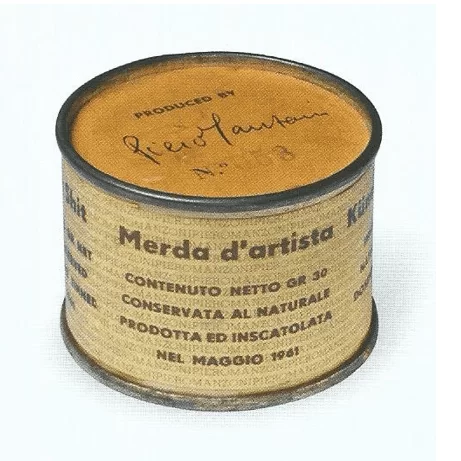 PRODUCED BY
Piero Manzoni
N.º
Merda d'artista
CONTENUTO NETTO GR 30
CONSERVATA AL NATURALE
PRODOTTA ED INSCATOLATA
NEL MAGGIO 1961